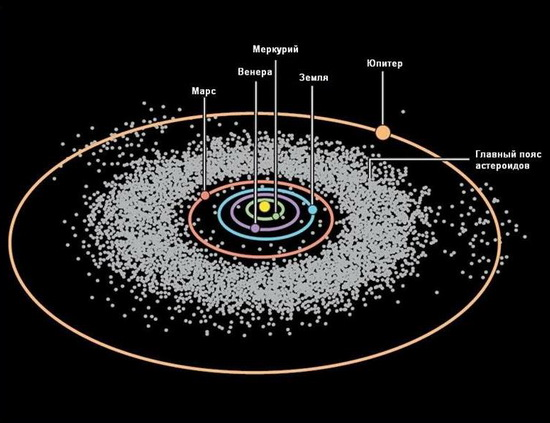 Меркурий
Венера
Земля
Юпитер
Марс
Главный пояс
астероидов